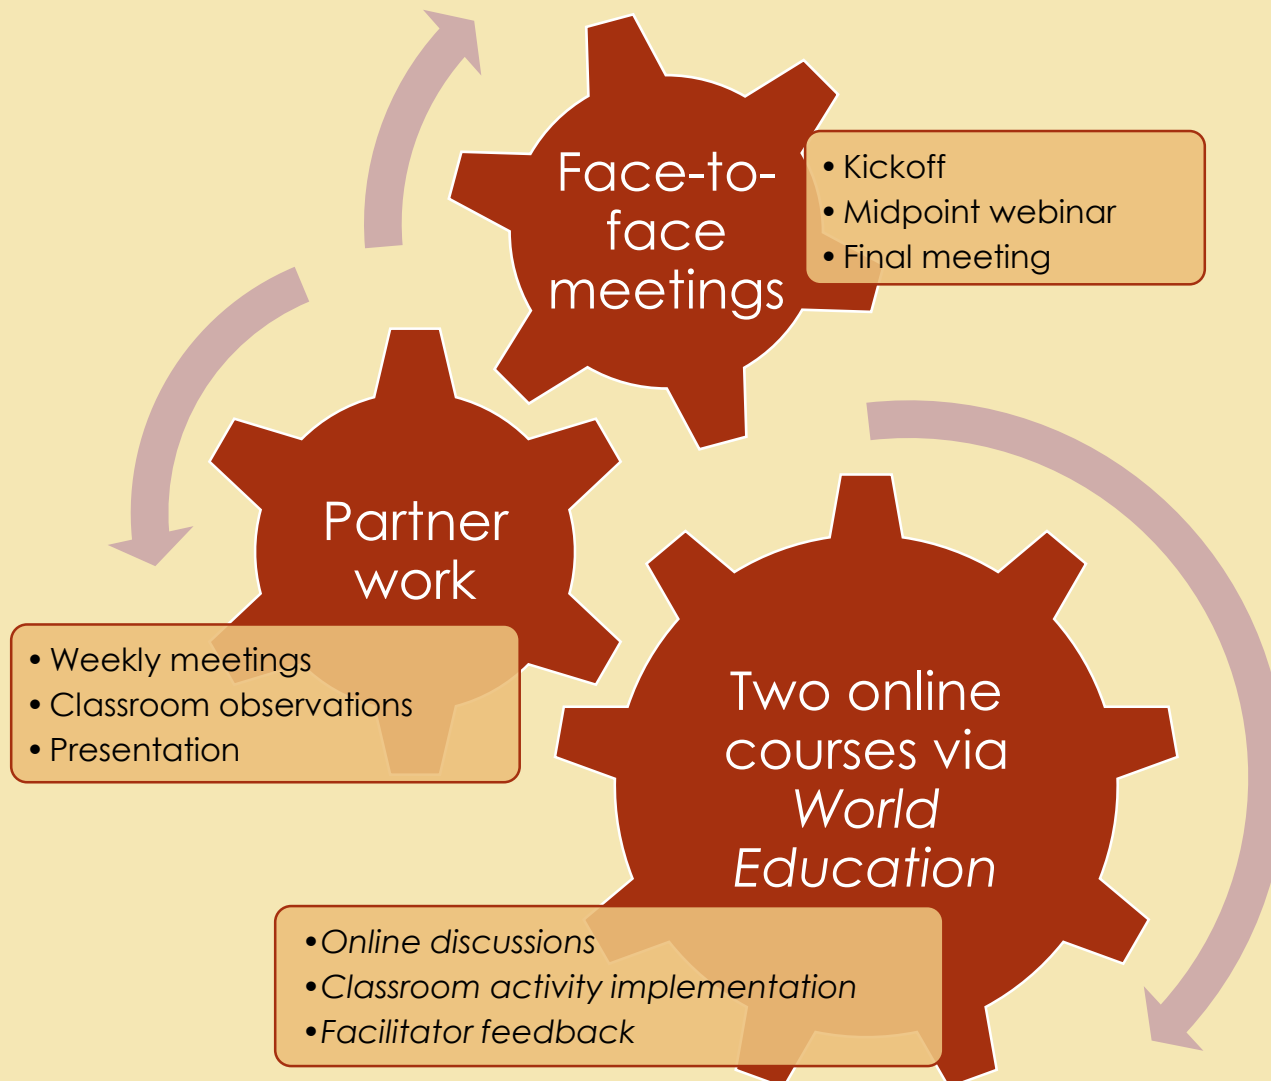 Face-to-
face
meetings
• Kickoff
• Midpoint webinar
• Final meeting
Partner
work
• Weekly meetings
• Classroom observations
• Presentation
Two online
courses via
World
Education
•Online discussions
•Classroom activity implementation
•Facilitator feedback